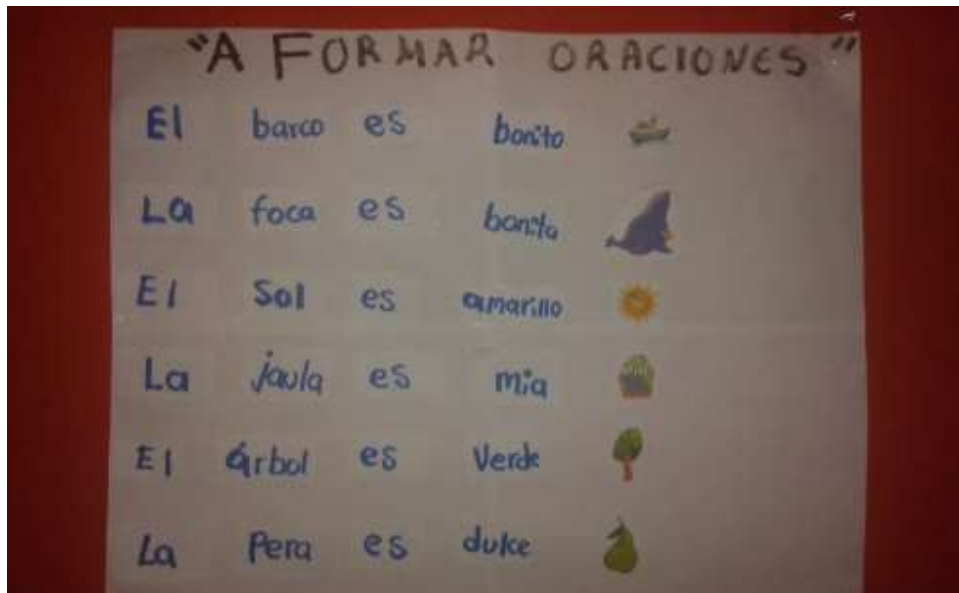 "A FORMAR ORACIONES"
El barco es bonito
La foca es bonita
El Sol es amarillo
La jaula es mia
El árbol es Verde
La Pera es dulce